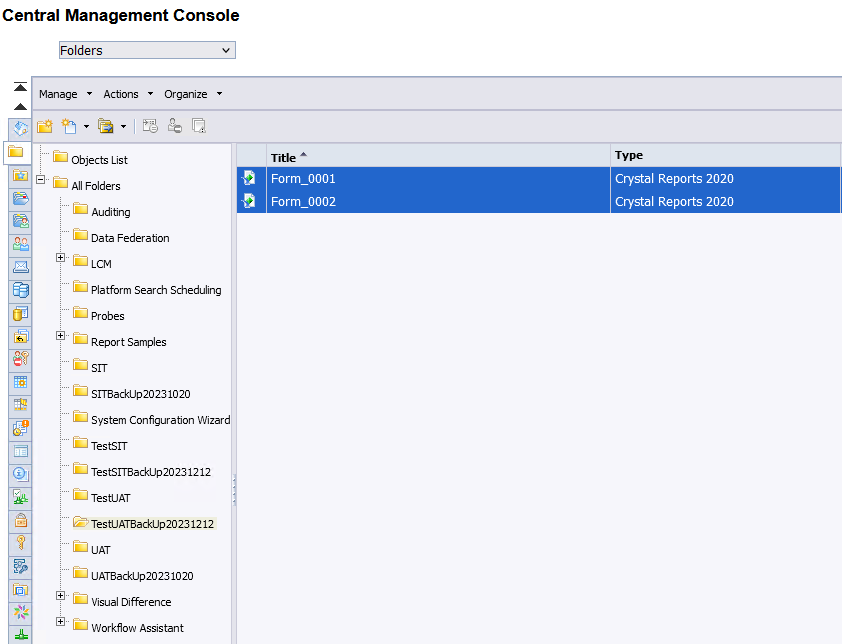 Central Management Console
Folders
Manage Actions Organize
Objects List
All Folders
Auditing
Data Federation
LCM
Platform Search Scheduling
Probes
Report Samples
SIT
SITBackUp20231020
System Configuration Wizard
TestSIT
TestSITBackUp20231212
TestUAT
TestUATBackUp20231212
UAT
UATBackUp20231020
Visual Difference
Workflow Assistant
Title Type
Form_0001 Crystal Reports 2020
Form_0002 Crystal Reports 2020